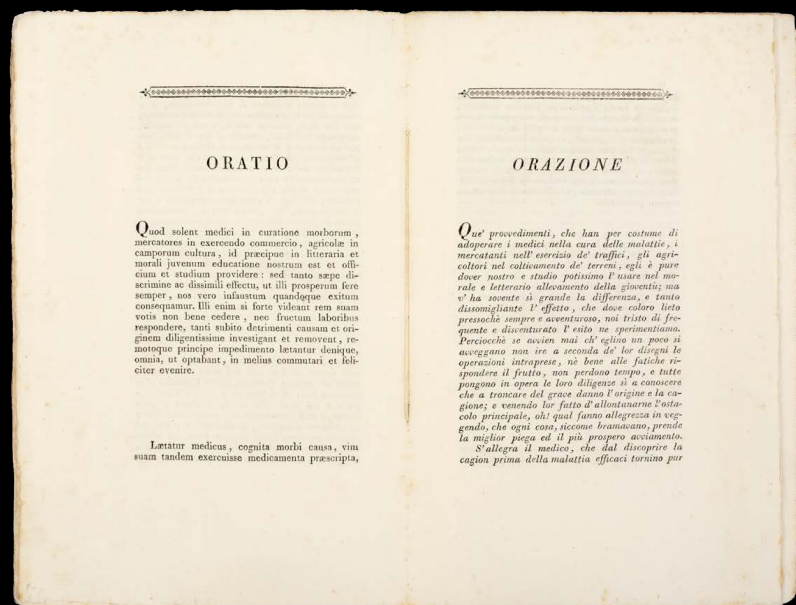 ORATIO
Quod solent medici in curatione morborum,
mercatores in exercendo commercio, agricolæ in
camporum cultura, id præcipue in litteraria et
morali juvenum educatione nostrum est et offi-
cium et studium providere: sed tanto sæpe di-
scrimine ac dissimili effectu, ut illi prosperum fere
semper, nos vero infaustum quandoque exitum
consequamur. Illi enim si forte videant rem suam
votis non bene cedere, nec fructum laboribus
respondere, tanti subito detrimenti causam et ori-
ginem diligentissime investigant et removent, re-
motoque principe impedimento lætantur denique,
omnia, ut optabant, in melius commutari et feli-
citer evenire.
Lætatur medicus, cognita morbi causa, vim
suam tandem exercuisse medicamenta præscripta,
ORAZIONE
Que' provvedimenti, che han per costume di
adoperare i medici nella cura delle malattie, i
mercatanti nell' esercizio de' traffici, gli agri-
coltori nel coltivamento de' terreni, egli è pure
dover nostro e studio potissimo l' usare nel mo-
rale e letterario allevamento della gioventù; ma
v' ha sovente sì grande la differenza, e tanto
dissomigliante l' effetto, che dove coloro lieto
pressochè sempre e avventuroso, noi tristo di fre-
quente e disventurato l' esito ne sperimentiamo.
Perciocchè se avvien mai ch' eglino un poco si
avveggano non ire a seconda de' lor disegni le
operazioni intraprese, nè bene alle fatiche ri-
spondere il frutto, non perdono tempo, e tutte
pongono in opera le loro diligenze sì a conoscere
che a troncare del grave danno l' origine e la ca-
gione; e venendo lor fatto d' allontanarne l' osta-
colo principale, oh! qual fanno allegrezza in veg-
gendo, che ogni cosa, siccome bramavano, prende
la miglior piega ed il più prospero avviamento.
S' allegra il medico, che dal discoprire la
cagion prima della malattia efficaci tornino pur